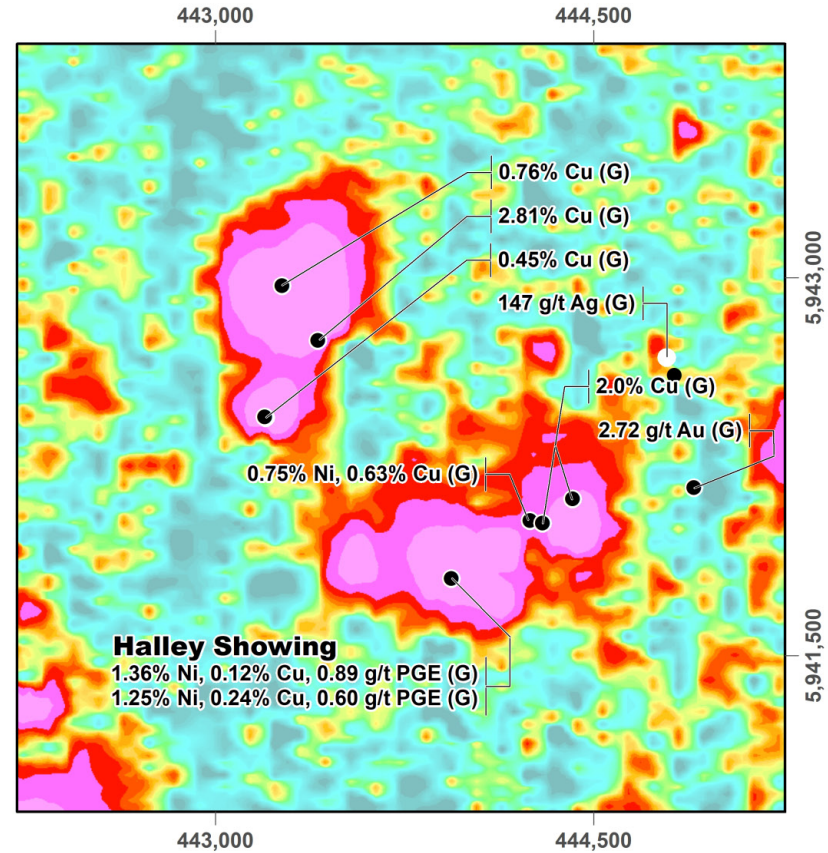 443,000
444,500
0.76% Cu (G)
2.81% Cu (G)
0.45% Cu (G)
5,943,000
147 g/t Ag (G)
2.0% Cu (G)
2.72 g/t Au (G)
0.75% Ni, 0.63% Cu (G)
Halley Showing
1.36% Ni, 0.12% Cu, 0.89 g/t PGE (G)
1.25% Ni, 0.24% Cu, 0.60 g/t PGE (G)
5,941,500
443,000
444,500